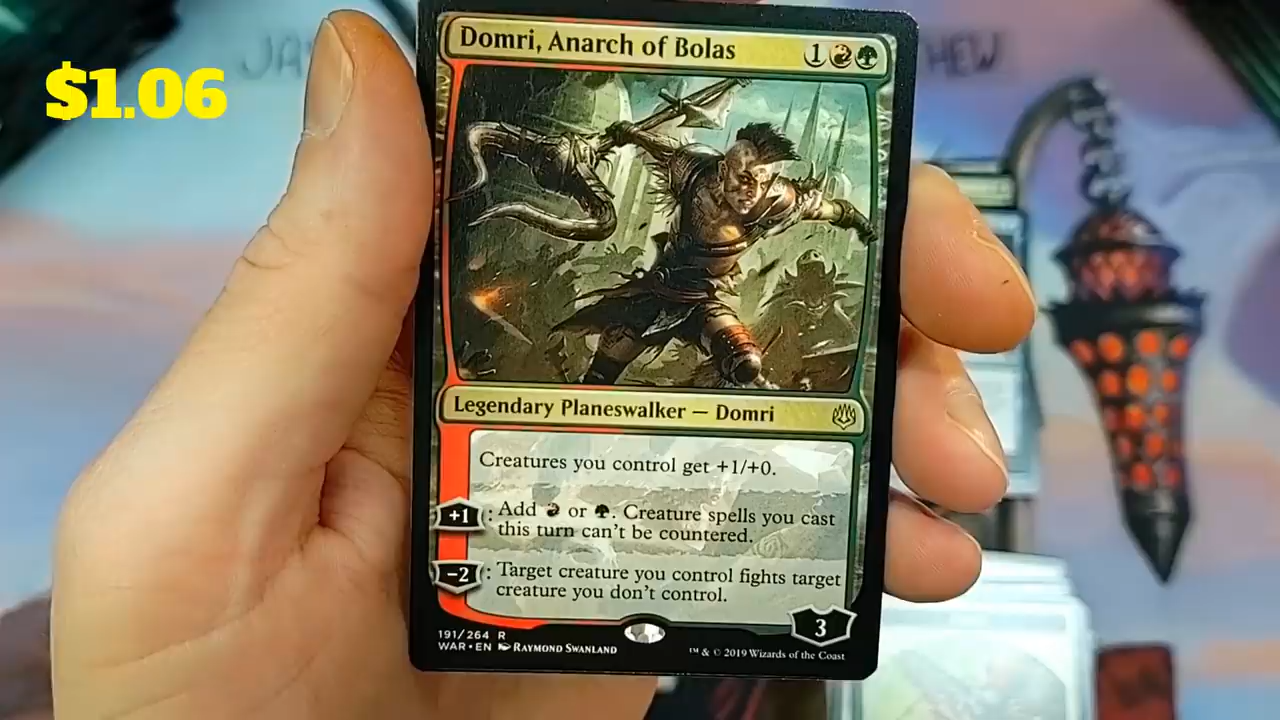 $1.06
Domri, Anarch of Bolas 1
Legendary Planeswalker — Domri
Creatures you control get +1/+0.
+1 : Add or . Creature spells you cast
this turn can't be countered.
-2 : Target creature you control fights target
creature you don't control.
3
191/264 R
WAR • EN RAYMOND SWANLAND
™ & © 2019 Wizards of the Coast